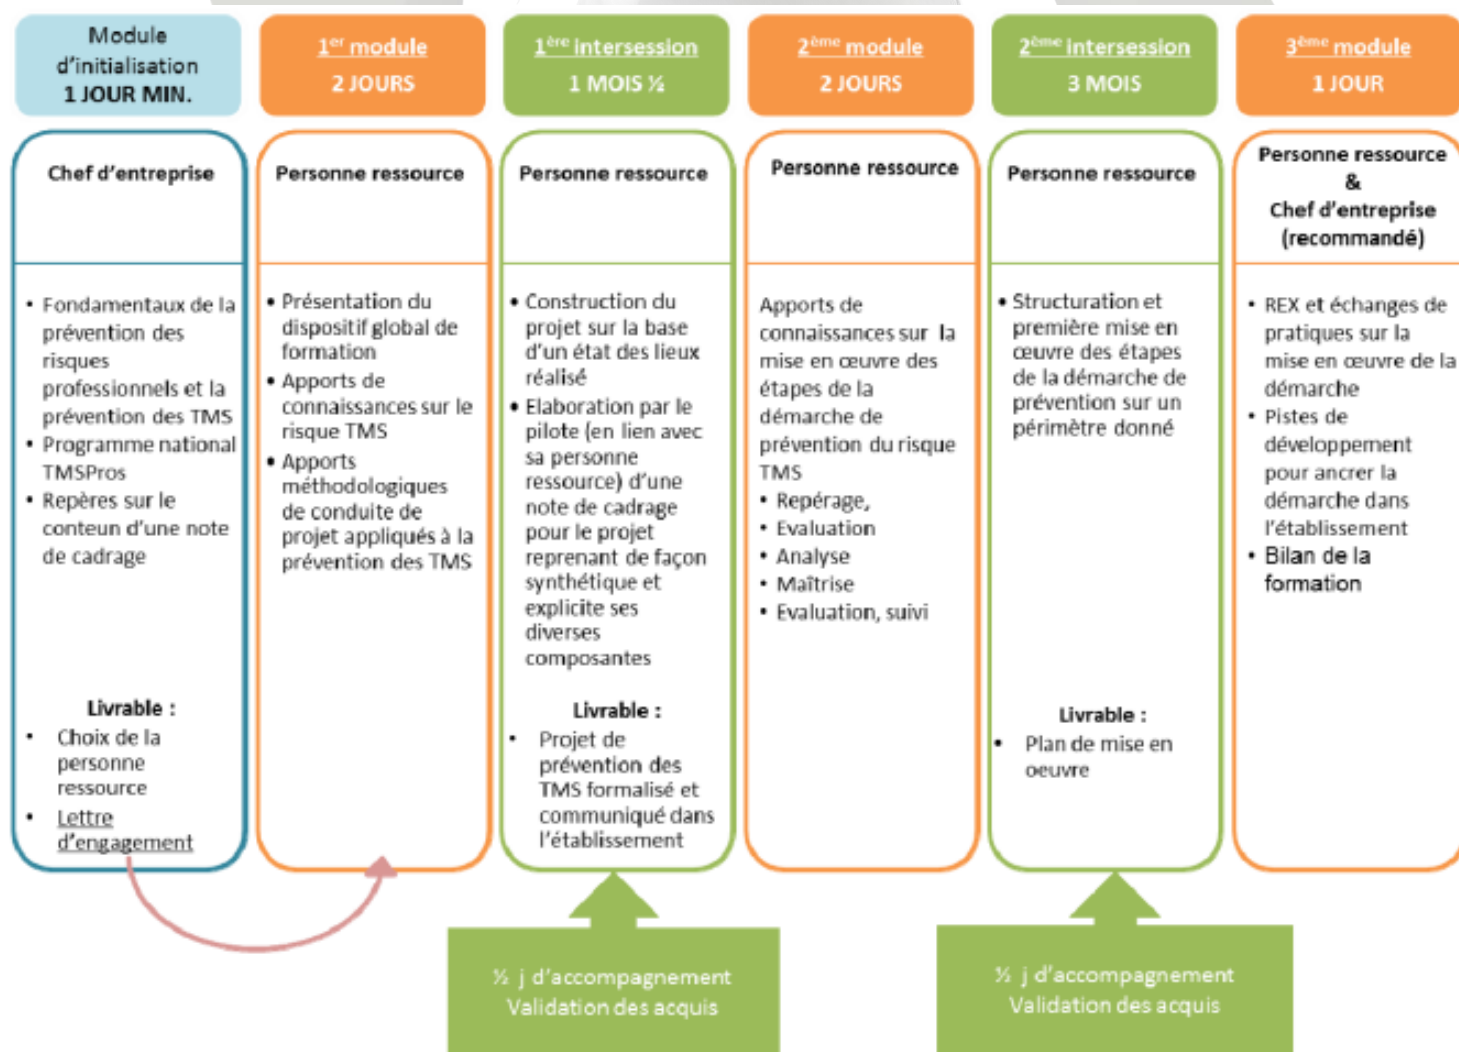 Module
d'initialisation
1 JOUR MIN.
1er module
2 JOURS
1ère intersession
1 MOIS ½
2ème module
2 JOURS
2ème intersession
3 MOIS
3ème module
1 JOUR
Chef d'entreprise
• Fondamentaux de la
prévention des
risques
professionnels et la
prévention des TMS
• Programme national
TMSPros
• Repères sur le
conteun d'une note
de cadrage
Livrable :
• Choix de la
personne
ressource
• Lettre
d'engagement
Personne ressource
• Présentation du
dispositif global de
formation
• Apports de
connaissances sur le
risque TMS
• Apports
méthodologiques
de conduite de
projet appliqués à la
prévention des TMS
Personne ressource
• Construction du
projet sur la base
d'un état des lieux
réalisé
• Elaboration par le
pilote (en lien avec
sa personne
ressource) d'une
note de cadrage
pour le projet
reprenant de façon
synthétique et
explicite ses
diverses
composantes
Livrable :
• Projet de
prévention des
TMS formalisé et
communiqué dans
l'établissement
Personne ressource
Apports de
connaissances sur la
mise en œuvre des
étapes de la
démarche de
prévention du risque
TMS
• Repérage,
• Evaluation
• Analyse
• Maîtrise
• Evaluation, suivi
Personne ressource
• Structuration et
première mise en
œuvre des étapes
de la démarche de
prévention sur un
périmètre donné
Livrable :
• Plan de mise en
oeuvre
Personne ressource
&
Chef d'entreprise
(recommandé)
• REX et échanges de
pratiques sur la
mise en œuvre de la
démarche
• Pistes de
développement
pour ancrer la
démarche dans
l'établissement
• Bilan de la
formation
½ j d'accompagnement
Validation des acquis
½ j d'accompagnement
Validation des acquis